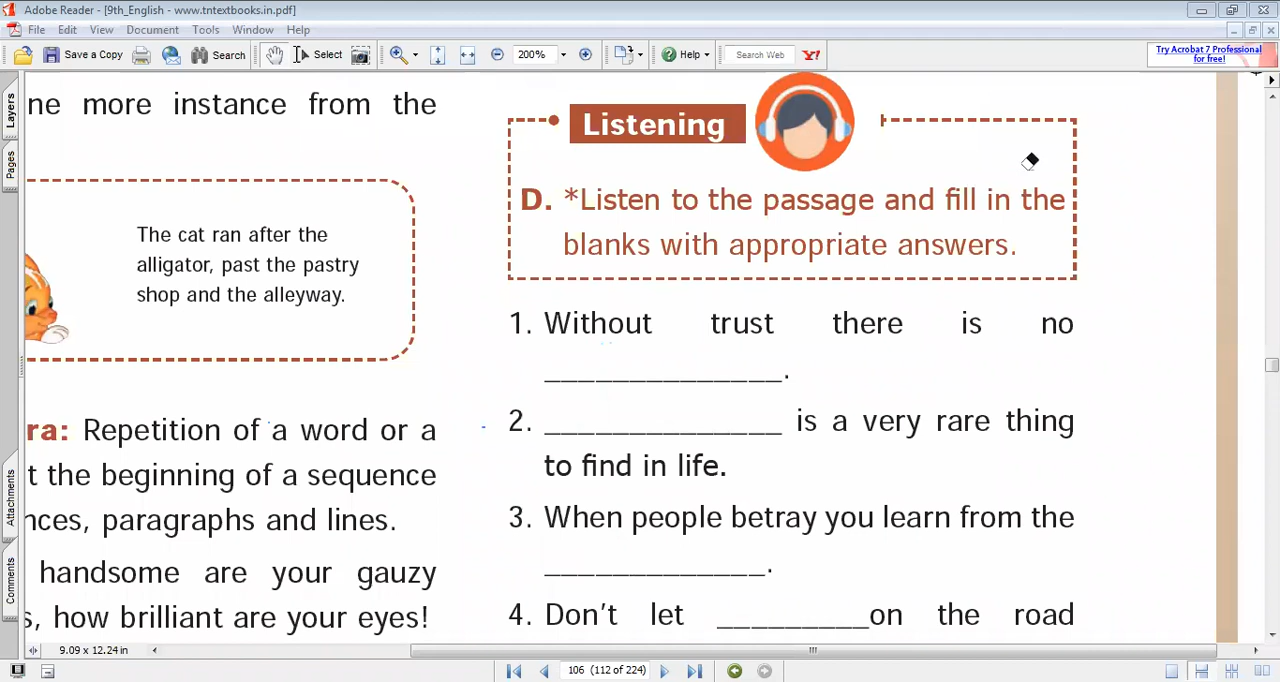 Adobe Reader - [9th_English - www.tntextbooks.in.pdf]
File Edit View Document Tools Window Help
Save a Copy Search Select 200% Help Search Web Y! Try Acrobat 7 Professional for free!
Layers
Pages
Attachments
Comments
ne more instance from the
The cat ran after the
alligator, past the pastry
shop and the alleyway.
ra: Repetition of a word or a
t the beginning of a sequence
nces, paragraphs and lines.
handsome are your gauzy
s, how brilliant are your eyes!
Listening
D. *Listen to the passage and fill in the
blanks with appropriate answers.
1. Without trust there is no
______________.
2. ______________ is a very rare thing
to find in life.
3. When people betray you learn from the
_____________.
4. Don't let _________on the road
9.09 x 12.24 in
106 (112 of 224)